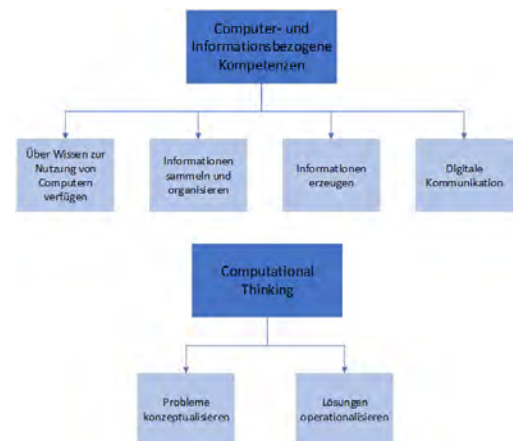 Computer- und
Informationsbezogene
Kompetenzen
Über Wissen zur
Nutzung von
Computern
verfügen
Informationen
sammeln und
organisieren
Informationen
erzeugen
Digitale
Kommunikation
Computational
Thinking
Probleme
konzeptualisieren
Lösungen
operationalisieren